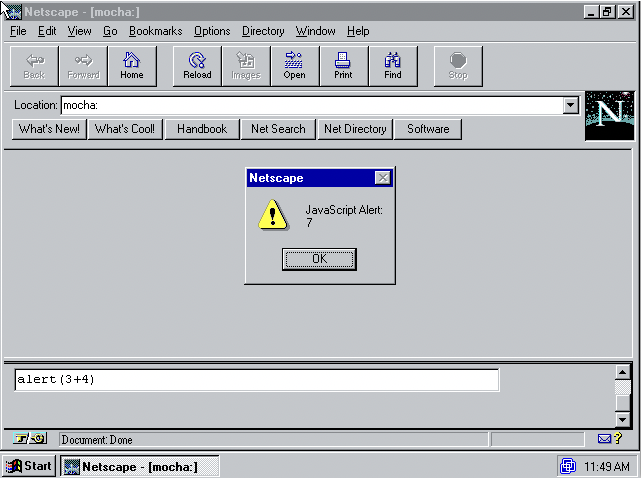 Netscape - [mocha:]
File Edit View Go Bookmarks Options Directory Window Help
Back Forward Home Reload Images Open Print Find Stop
Location: mocha:
N
What's New! What's Cool! Handbook Net Search Net Directory Software
Netscape
JavaScript Alert:
7
OK
alert(3+4)
Document: Done
Start Netscape - [mocha:] 11:49 AM